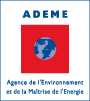 ADEME
Agence de l'Environnement
et de la Maîtrise de l'Energie